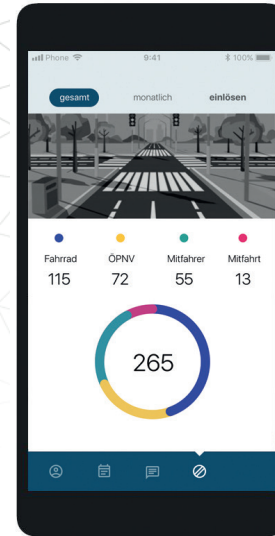 Phone 9:41 100%
gesamt monatlich einlösen
Fahrrad ÖPNV Mitfahrer Mitfahrt
115 72 55 13
265